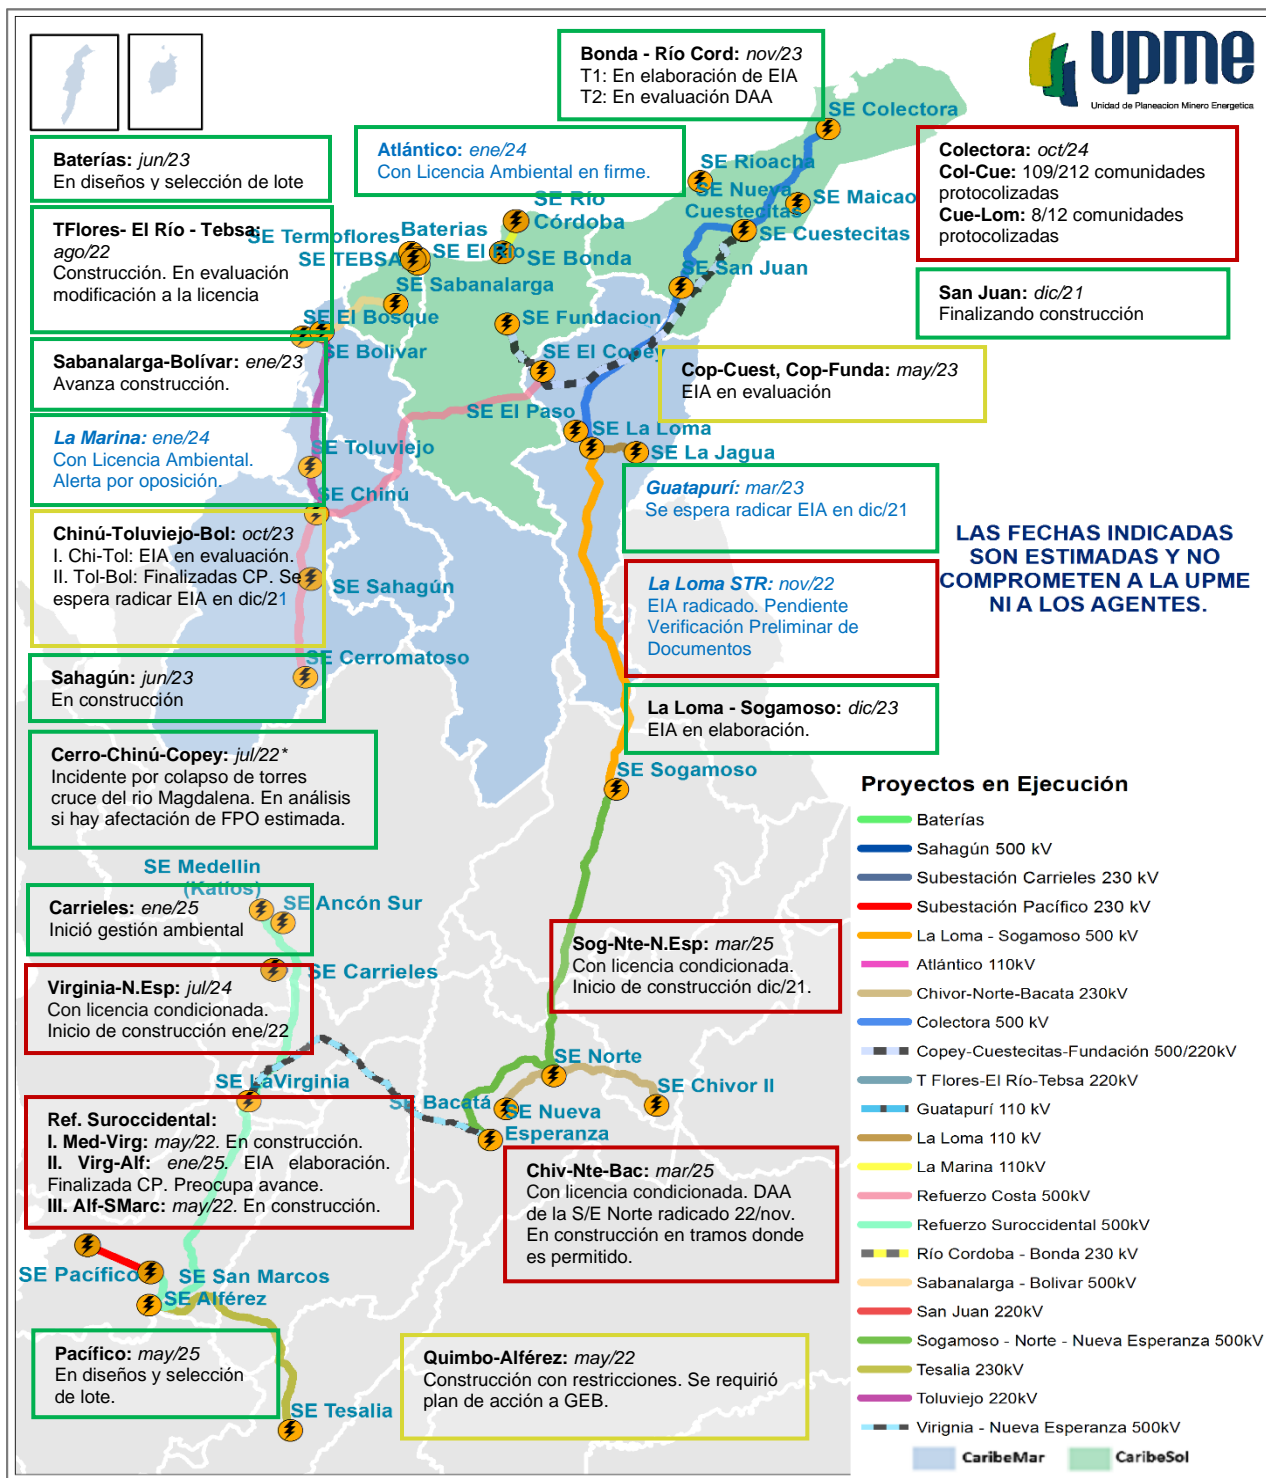 upme
Unidad de Planeacion Minero Energetica
Bonda - Río Cord: nov/23
T1: En elaboración de EIA
T2: En evaluación DAA
Baterías: jun/23
En diseños y selección de lote
Atlántico: ene/24
Con Licencia Ambiental en firme.
Colectora: oct/24
Col-Cue: 109/212 comunidades
protocolizadas
Cue-Lom: 8/12 comunidades
protocolizadas
TFlores- El Río - Tebsa:
ago/22
Construcción. En evaluación
modificación a la licencia
San Juan: dic/21
Finalizando construcción
Sabanalarga-Bolívar: ene/23
Avanza construcción.
Cop-Cuest, Cop-Funda: may/23
EIA en evaluación
La Marina: ene/24
Con Licencia Ambiental.
Alerta por oposición.
Guatapurí: mar/23
Se espera radicar EIA en dic/21
Chinú-Toluviejo-Bol: oct/23
I. Chi-Tol: EIA en evaluación.
II. Tol-Bol: Finalizadas CP. Se
espera radicar EIA en dic/21
LAS FECHAS INDICADAS
SON ESTIMADAS Y NO
COMPROMETEN A LA UPME
NI A LOS AGENTES.
La Loma STR: nov/22
EIA radicado. Pendiente
Verificación Preliminar de
Documentos
Sahagún: jun/23
En construcción
La Loma - Sogamoso: dic/23
EIA en elaboración.
Cerro-Chinú-Copey: jul/22*
Incidente por colapso de torres
cruce del rio Magdalena. En análisis
si hay afectación de FPO estimada.
Carrieles: ene/25
Inició gestión ambiental
Sog-Nte-N.Esp: mar/25
Con licencia condicionada.
Inicio de construcción dic/21.
Virginia-N.Esp: jul/24
Con licencia condicionada.
Inicio de construcción ene/22
Ref. Suroccidental:
I. Med-Virg: may/22. En construcción.
II. Virg-Alf: ene/25. EIA elaboración.
Finalizada CP. Preocupa avance.
III. Alf-SMarc: may/22. En construcción.
Chiv-Nte-Bac: mar/25
Con licencia condicionada. DAA
de la S/E Norte radicado 22/nov.
En construcción en tramos donde
es permitido.
Pacífico: may/25
En diseños y selección
de lote.
Quimbo-Alférez: may/22
Construcción con restricciones. Se requirió
plan de acción a GEB.
SE Colectora
SE Rioacha
SE Nueva
Cuestecitas
SE Maicao
SE Cuestecitas
SE Río
Córdoba
Baterias
SE Termoflores
SE TEBSA
SE El Río
SE Bonda
SE San Juan
SE Sabanalarga
SE El Bosque
SE Fundacion
SE Bolivar
SE El Copey
SE El Paso
SE La Loma
SE La Jagua
SE Toluviejo
SE Chinú
SE Sahagún
SE Cerromatoso
SE Sogamoso
SE Medellin
(Katíos)
SE Ancón Sur
SE Carrieles
SE LaVirginia
SE Norte
SE Chivor II
SE Bacatá
SE Nueva
Esperanza
SE Pacífico
SE San Marcos
SE Alférez
SE Tesalia
Proyectos en Ejecución
Baterías
Sahagún 500 kV
Subestación Carrieles 230 kV
Subestación Pacífico 230 kV
La Loma - Sogamoso 500 kV
Atlántico 110kV
Chivor-Norte-Bacata 230kV
Colectora 500 kV
Copey-Cuestecitas-Fundación 500/220kV
T Flores-El Río-Tebsa 220kV
Guatapurí 110 kV
La Loma 110 kV
La Marina 110kV
Refuerzo Costa 500kV
Refuerzo Suroccidental 500kV
Río Cordoba - Bonda 230 kV
Sabanalarga - Bolivar 500kV
San Juan 220kV
Sogamoso - Norte - Nueva Esperanza 500kV
Tesalia 230kV
Toluviejo 220kV
Virignia - Nueva Esperanza 500kV
CaribeMar
CaribeSol